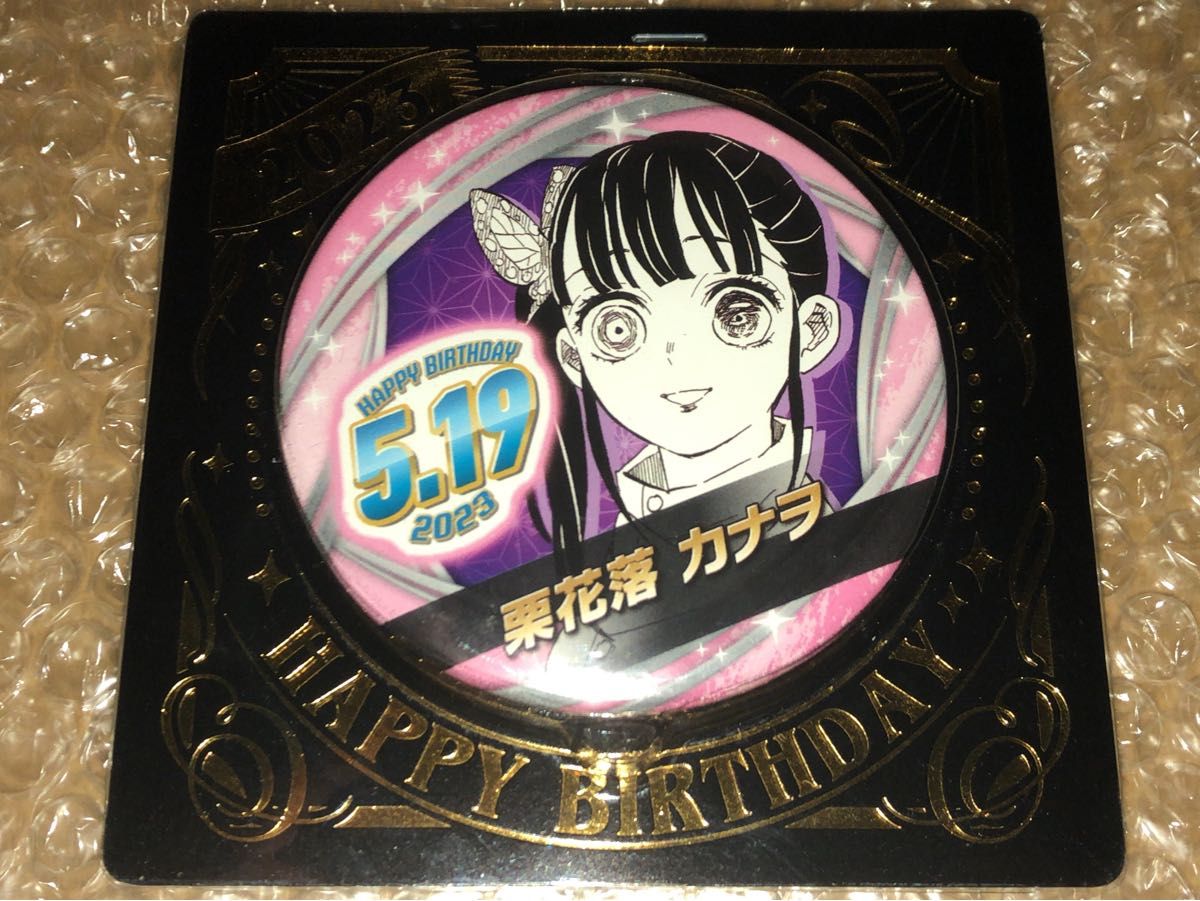 2023
HAPPY BIRTHDAY
5.19
2023
栗花落 カナヲ
HAPPY BIRTHDAY